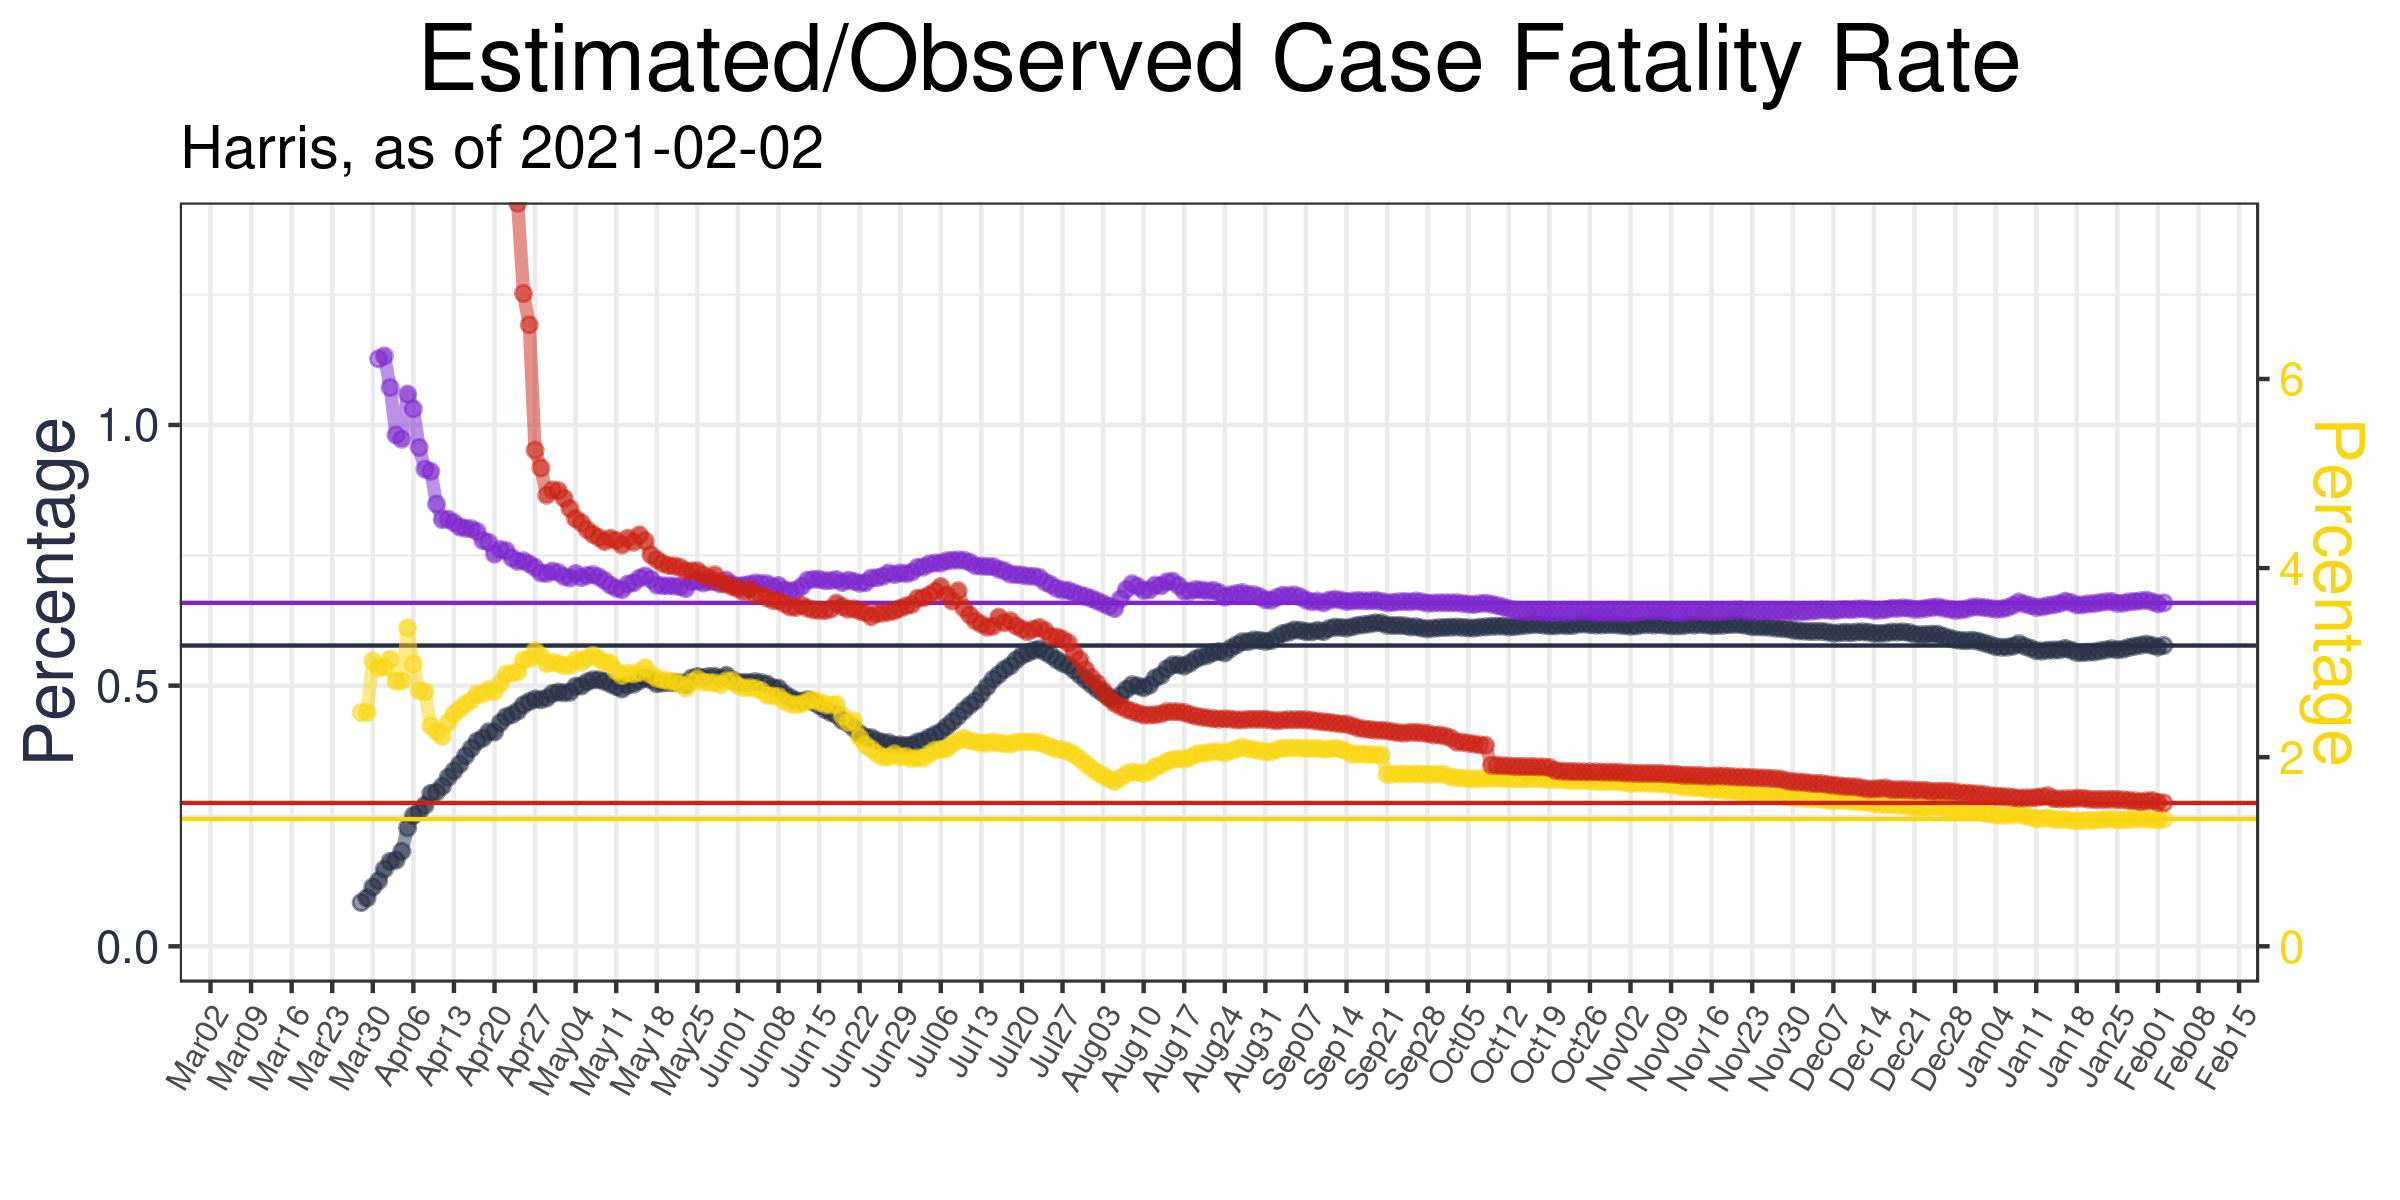 Estimated/Observed Case Fatality Rate
Harris, as of 2021-02-02
Percentage
1.0
0.5
0.0
6
4
2
0
Percentage
Mar02 Mar09 Mar16 Mar23 Mar30 Apr06 Apr13 Apr20 Apr27 May04 May11 May18 May25 Jun01 Jun08 Jun15 Jun22 Jun29 Jul06 Jul13 Jul20 Jul27 Aug03 Aug10 Aug17 Aug24 Aug31 Sep07 Sep14 Sep21 Sep28 Oct05 Oct12 Oct19 Oct26 Nov02 Nov09 Nov16 Nov23 Nov30 Dec07 Dec14 Dec21 Dec28 Jan04 Jan11 Jan18 Jan25 Feb01 Feb08 Feb15